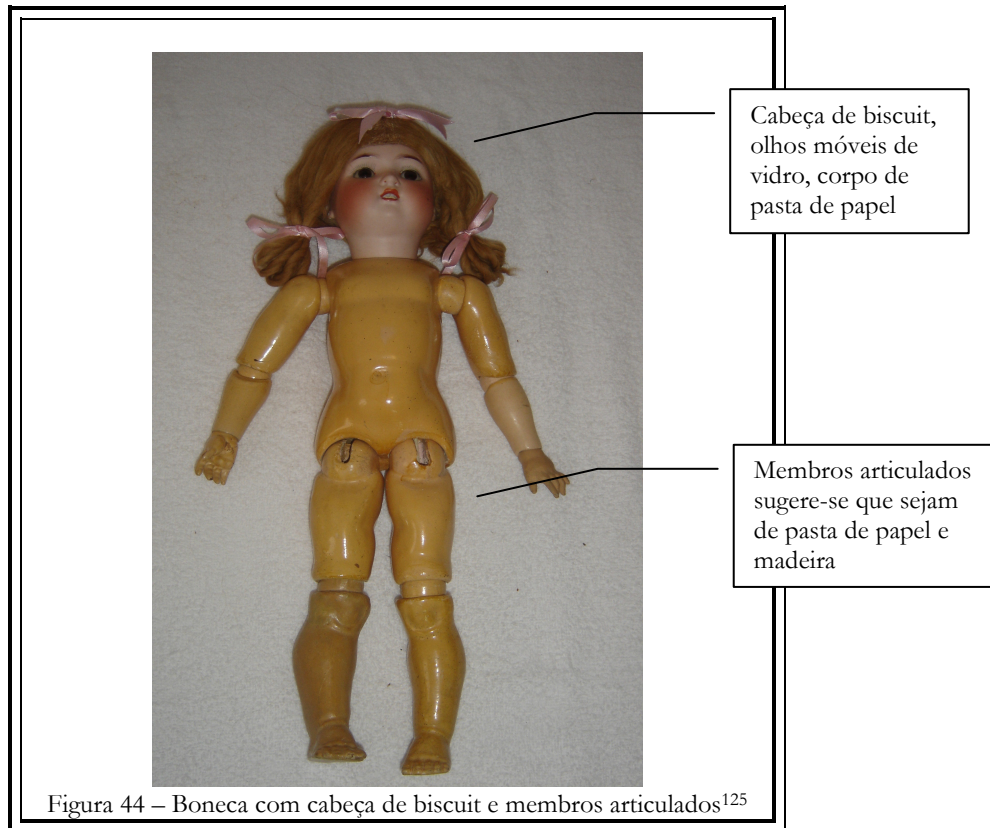 Cabeça de biscuit,
olhos móveis de
vidro, corpo de
pasta de papel
Membros articulados
sugere-se que sejam
de pasta de papel e
madeira
Figura 44 – Boneca com cabeça de biscuit e membros articulados125